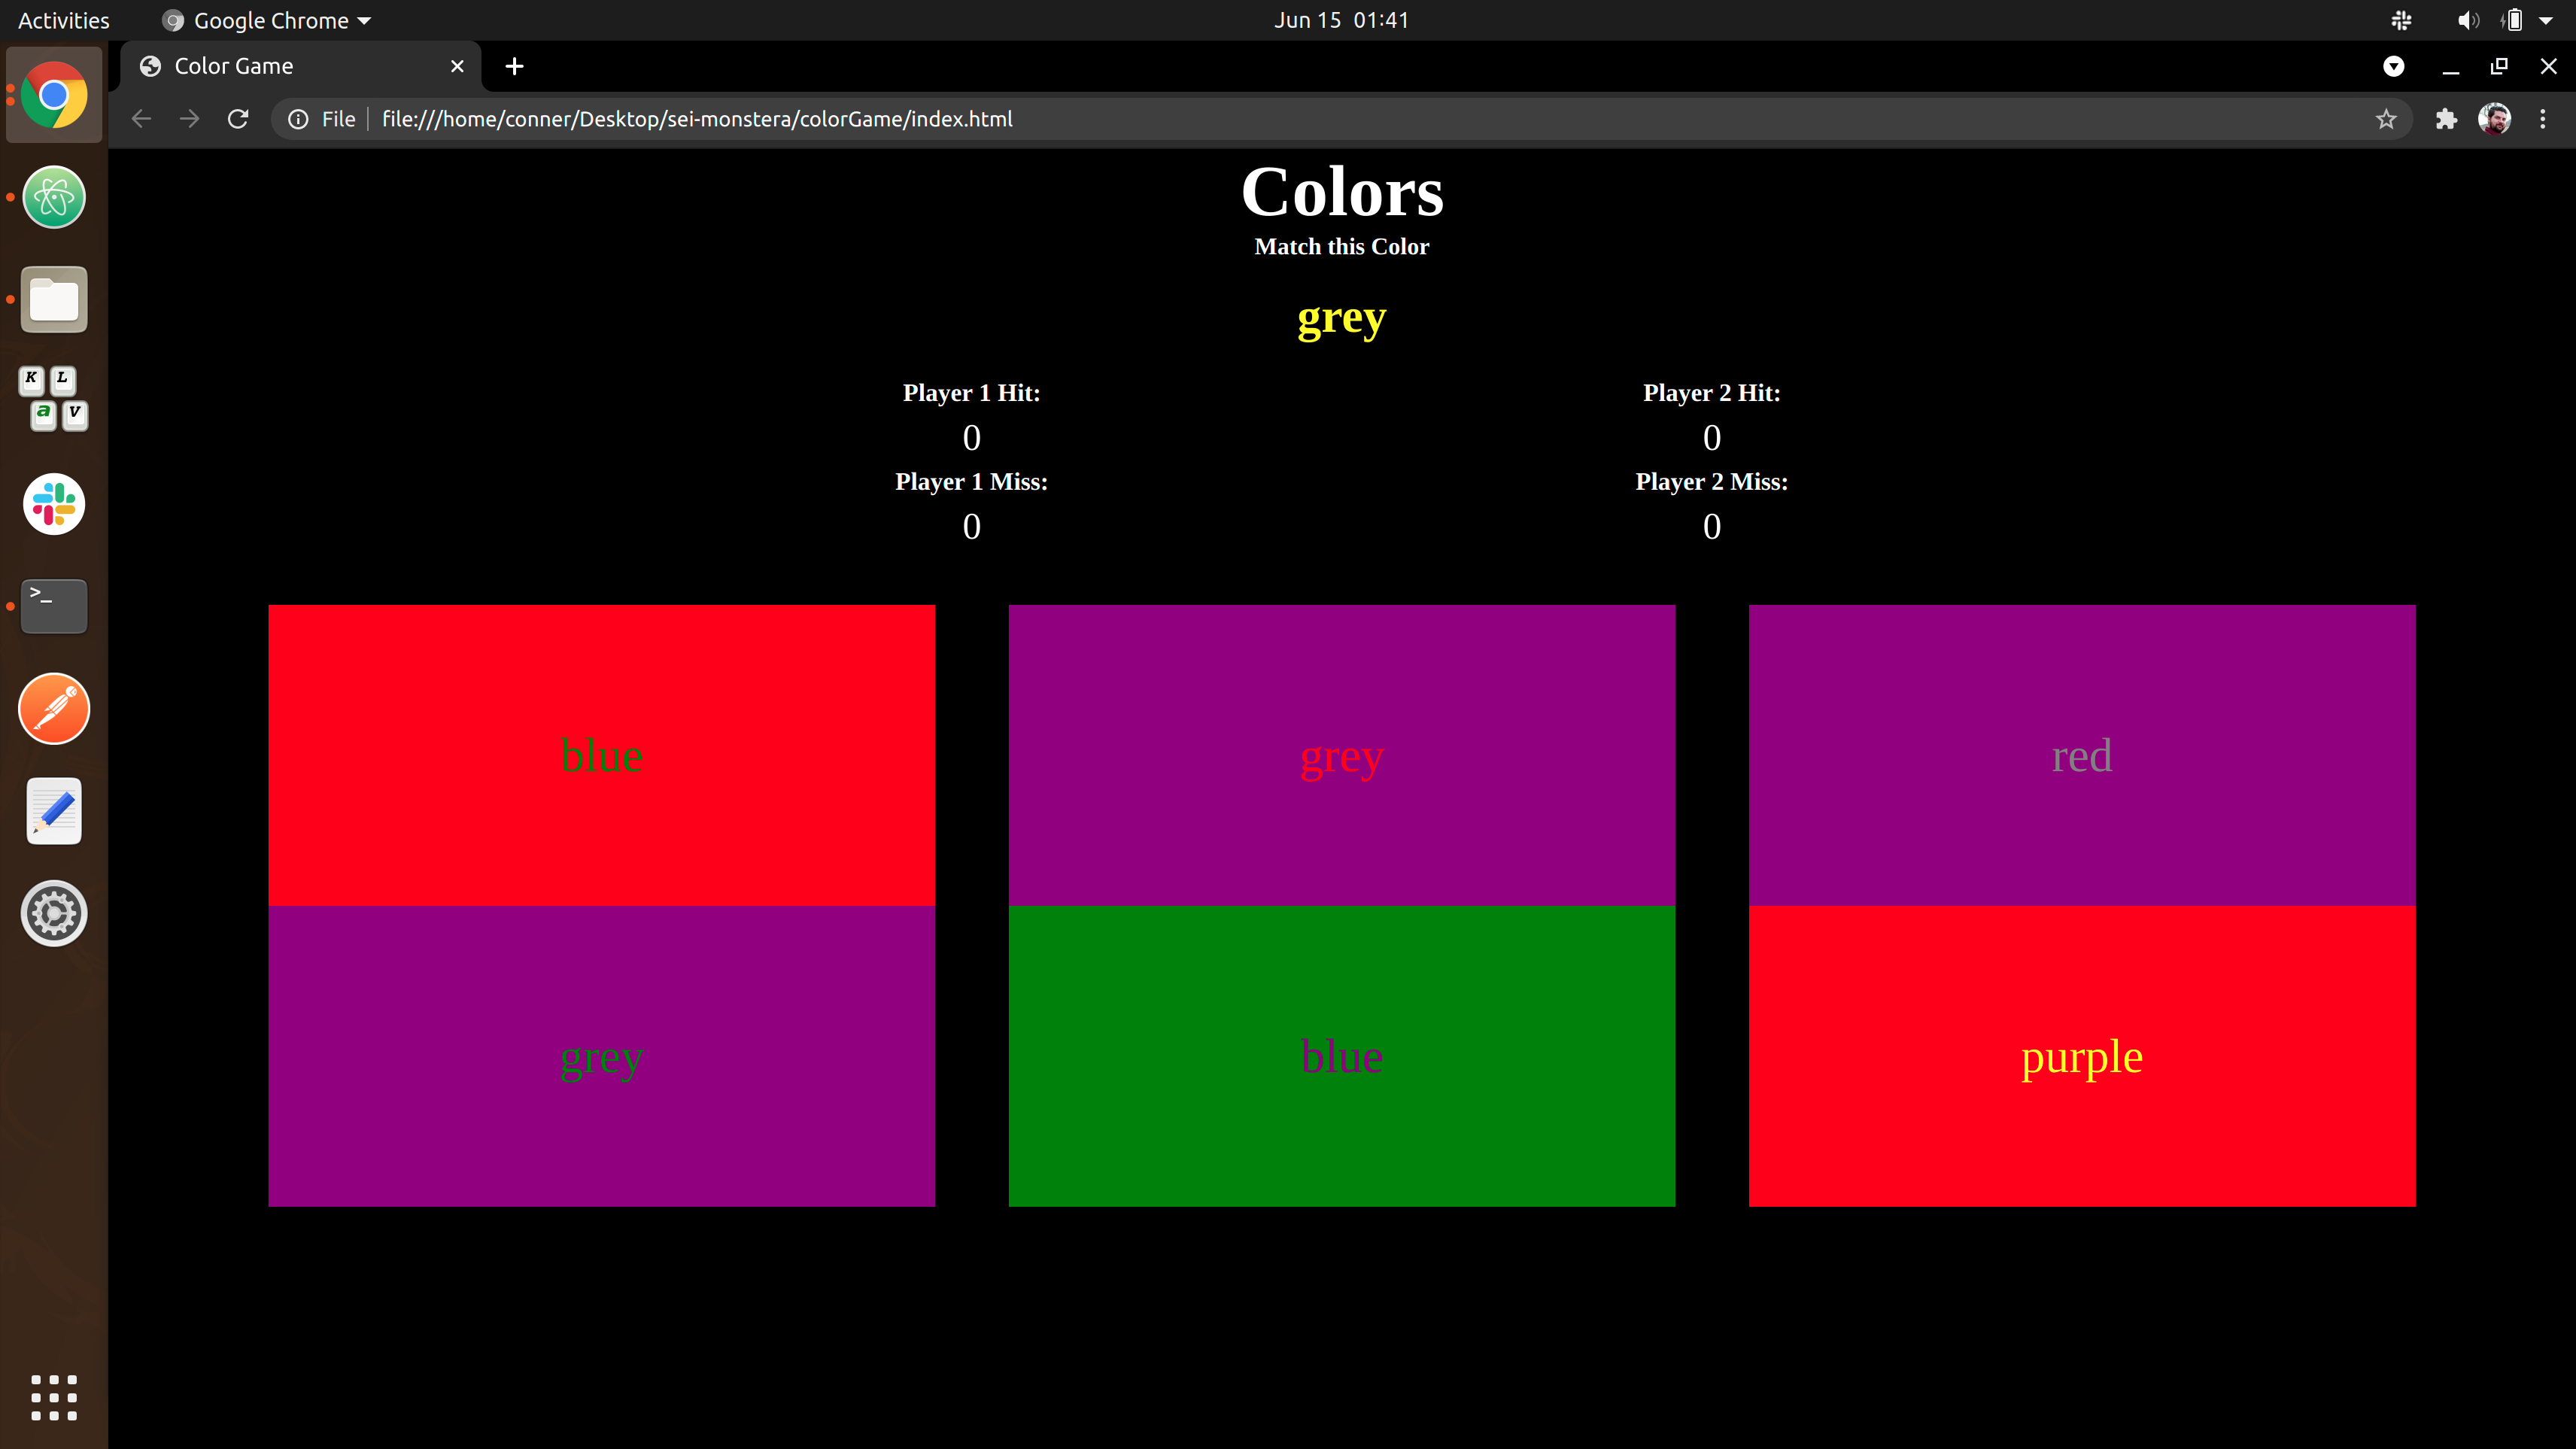 Activities
Google Chrome
Jun 15 01:41
Color Game
File
file:///home/conner/Desktop/sei-monstera/colorGame/index.html
K L
a v
>_
Colors
Match this Color
grey
Player 1 Hit:
Player 2 Hit:
0
0
Player 1 Miss:
Player 2 Miss:
0
0
blue
grey
red
grey
blue
purple